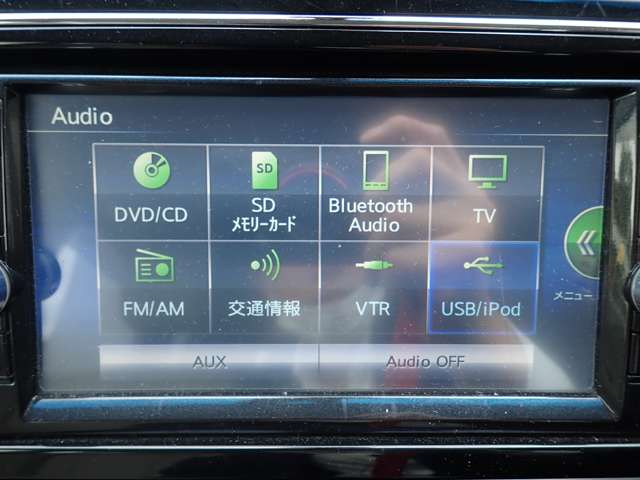 Audio
DVD/CD
SD
SD
メモリーカード
Bluetooth
Audio
TV
FM/AM
交通情報
VTR
USB/iPod
メニュー
AUX
Audio OFF